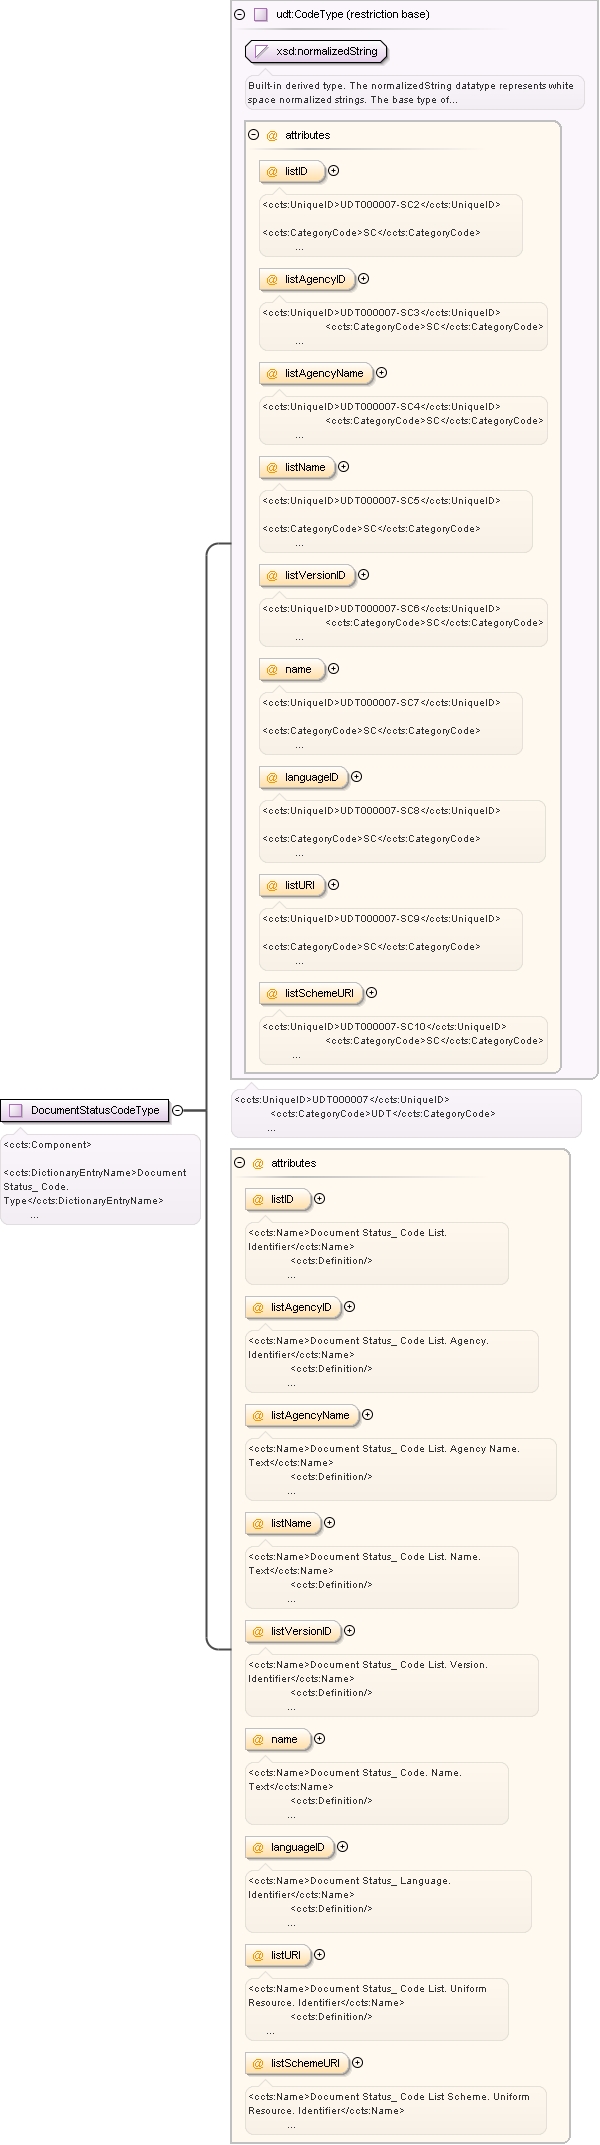 udt:CodeType (restriction base)
xsd:normalizedString
Built-in derived type. The normalizedString datatype represents white
space normalized strings. The base type of...
@ attributes
@ listID
<ccts:UniqueID>UDT000007-SC2</ccts:UniqueID>
<ccts:CategoryCode>SC</ccts:CategoryCode>
...
@ listAgencyID
<ccts:UniqueID>UDT000007-SC3</ccts:UniqueID>
<ccts:CategoryCode>SC</ccts:CategoryCode>
...
@ listAgencyName
<ccts:UniqueID>UDT000007-SC4</ccts:UniqueID>
<ccts:CategoryCode>SC</ccts:CategoryCode>
...
@ listName
<ccts:UniqueID>UDT000007-SC5</ccts:UniqueID>
<ccts:CategoryCode>SC</ccts:CategoryCode>
...
@ listVersionID
<ccts:UniqueID>UDT000007-SC6</ccts:UniqueID>
<ccts:CategoryCode>SC</ccts:CategoryCode>
...
@ name
<ccts:UniqueID>UDT000007-SC7</ccts:UniqueID>
<ccts:CategoryCode>SC</ccts:CategoryCode>
...
@ languageID
<ccts:UniqueID>UDT000007-SC8</ccts:UniqueID>
<ccts:CategoryCode>SC</ccts:CategoryCode>
...
@ listURI
<ccts:UniqueID>UDT000007-SC9</ccts:UniqueID>
<ccts:CategoryCode>SC</ccts:CategoryCode>
...
@ listSchemeURI
<ccts:UniqueID>UDT000007-SC10</ccts:UniqueID>
<ccts:CategoryCode>SC</ccts:CategoryCode>
...
<ccts:UniqueID>UDT000007</ccts:UniqueID>
<ccts:CategoryCode>UDT</ccts:CategoryCode>
...
DocumentStatusCodeType
<ccts:Component>
<ccts:DictionaryEntryName>Document
Status_ Code.
Type</ccts:DictionaryEntryName>
...
@ attributes
@ listID
<ccts:Name>Document Status_ Code List.
Identifier</ccts:Name>
<ccts:Definition/>
...
@ listAgencyID
<ccts:Name>Document Status_ Code List. Agency.
Identifier</ccts:Name>
<ccts:Definition/>
...
@ listAgencyName
<ccts:Name>Document Status_ Code List. Agency Name.
Text</ccts:Name>
<ccts:Definition/>
...
@ listName
<ccts:Name>Document Status_ Code List. Name.
Text</ccts:Name>
<ccts:Definition/>
...
@ listVersionID
<ccts:Name>Document Status_ Code List. Version.
Identifier</ccts:Name>
<ccts:Definition/>
...
@ name
<ccts:Name>Document Status_ Code. Name.
Text</ccts:Name>
<ccts:Definition/>
...
@ languageID
<ccts:Name>Document Status_ Language.
Identifier</ccts:Name>
<ccts:Definition/>
...
@ listURI
<ccts:Name>Document Status_ Code List. Uniform
Resource. Identifier</ccts:Name>
<ccts:Definition/>
...
@ listSchemeURI
<ccts:Name>Document Status_ Code List Scheme. Uniform
Resource. Identifier</ccts:Name>
...